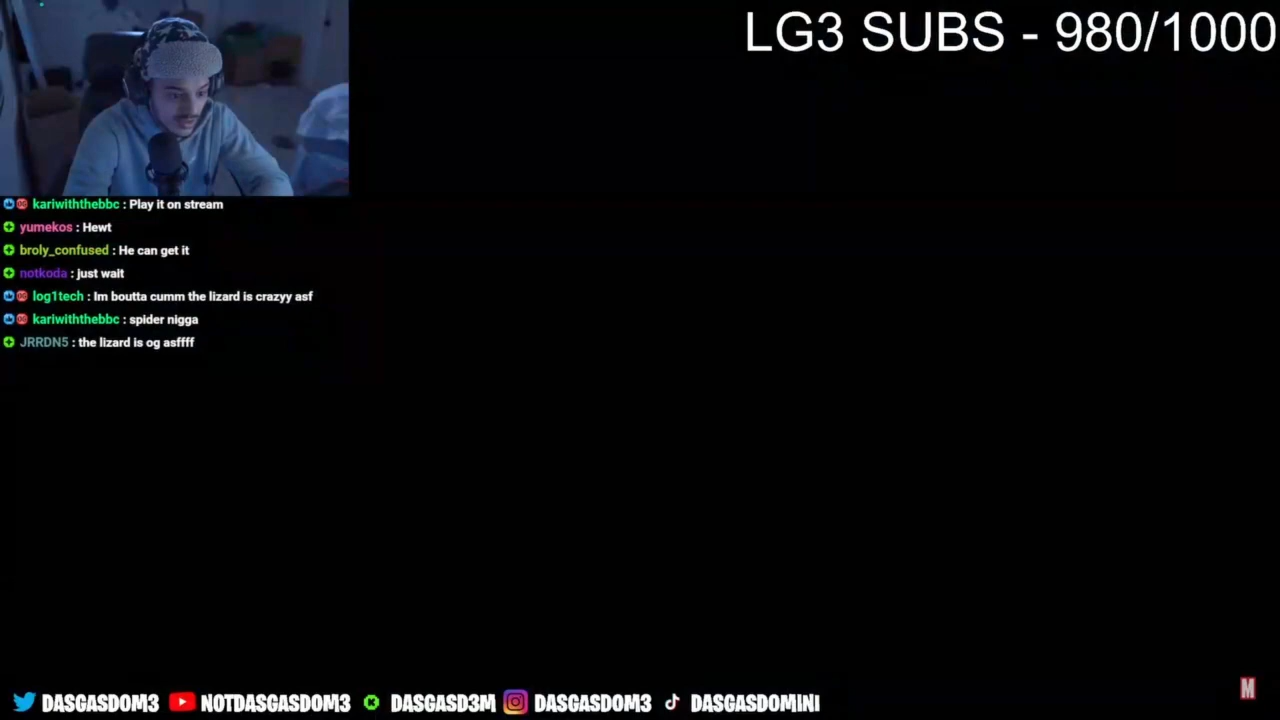 LG3 SUBS - 980/1000
kariwiththebbc : Play it on stream
yumekos : Hewt
broly_confused : He can get it
notkoda : just wait
log1tech : Im boutta cumm the lizard is crazyy asf
kariwiththebbc : spider nigga
JRRDN5 : the lizard is og asffff
DASGASDOM3 NOTDASGASDOM3 DASGASD3M DASGASDOM3 DASGASDOMINI
M